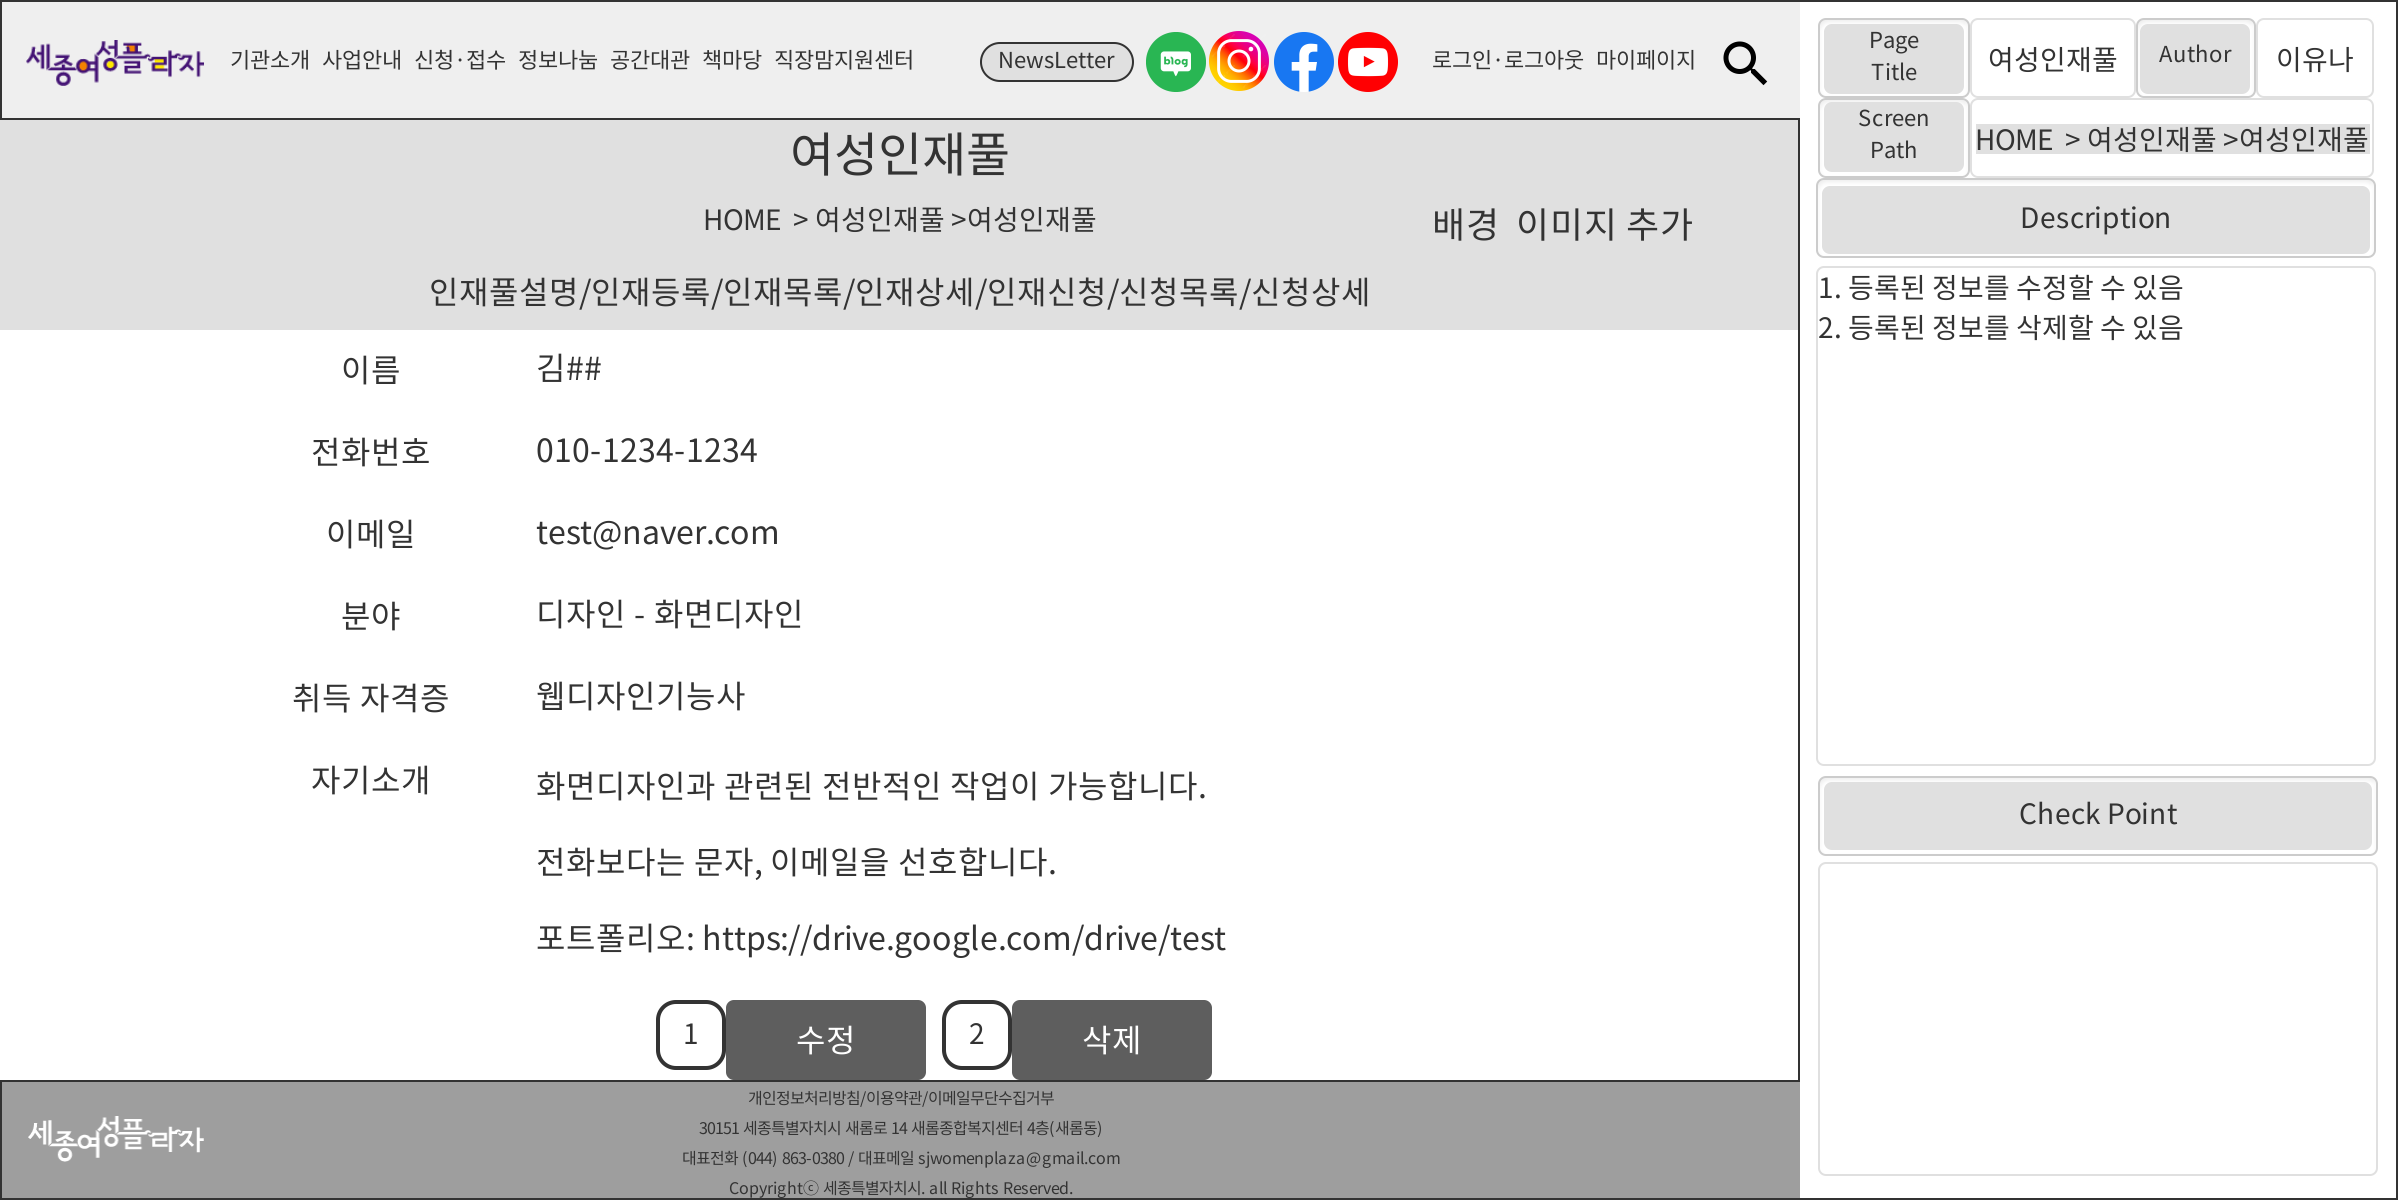 세종여성플라자 기관소개 사업안내 신청·접수 정보나눔 공간대관 책마당 직장맘지원센터 NewsLetter blog 로그인·로그아웃 마이페이지
여성인재풀
HOME > 여성인재풀 >여성인재풀
배경 이미지 추가
인재풀설명/인재등록/인재목록/인재상세/인재신청/신청목록/신청상세
이름 김##
전화번호 010-1234-1234
이메일 test@naver.com
분야 디자인 - 화면디자인
취득 자격증 웹디자인기능사
자기소개 화면디자인과 관련된 전반적인 작업이 가능합니다.
전화보다는 문자, 이메일을 선호합니다.
포트폴리오: https://drive.google.com/drive/test
1 수정 2 삭제
세종여성플라자
개인정보처리방침/이용약관/이메일무단수집거부
30151 세종특별자치시 새롬로 14 새롬종합복지센터 4층(새롬동)
대표전화 (044) 863-0380 / 대표메일 sjwomenplaza@gmail.com
Copyrightⓒ 세종특별자치시. all Rights Reserved.
Page
Title
여성인재풀
Author
이유나
Screen
Path
HOME > 여성인재풀 >여성인재풀
Description
1. 등록된 정보를 수정할 수 있음
2. 등록된 정보를 삭제할 수 있음
Check Point